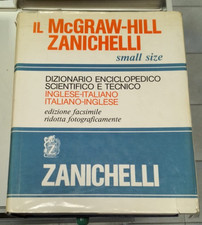 IL McGRAW-HILL
ZANICHELLI
small size
DIZIONARIO ENCICLOPEDICO
SCIENTIFICO E TECNICO
INGLESE-ITALIANO
ITALIANO-INGLESE
edizione facsimile
ridotta fotograficamente
ZANICHELLI